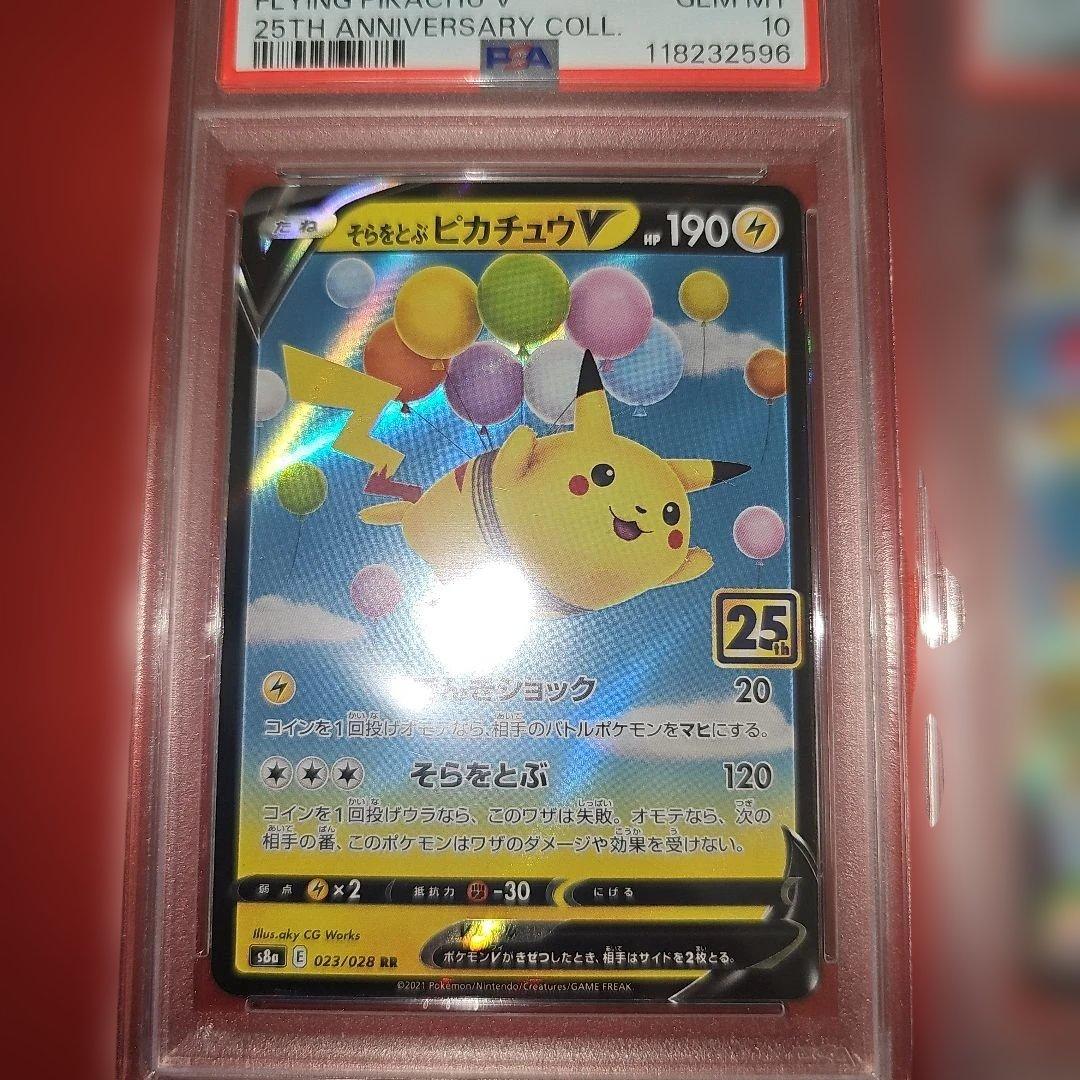 FLYING PIKACHU V GEM MT
25TH ANNIVERSARY COLL. 10
PSA 118232596
たね そらをとぶ ピカチュウV HP 190
25th
でんきショック 20
コインを1回投げオモテなら、相手のバトルポケモンをマヒにする。
そらをとぶ 120
コインを1回投げウラなら、このワザは失敗。オモテなら、次の
相手の番、このポケモンはワザのダメージや効果を受けない。
弱点 ×2 抵抗力 -30 にげる
Illus.aky CG Works
s8a E 023/028 RR
ポケモンVがきぜつしたとき、相手はサイドを2枚とる。
©2021 Pokémon/Nintendo/Creatures/GAME FREAK.